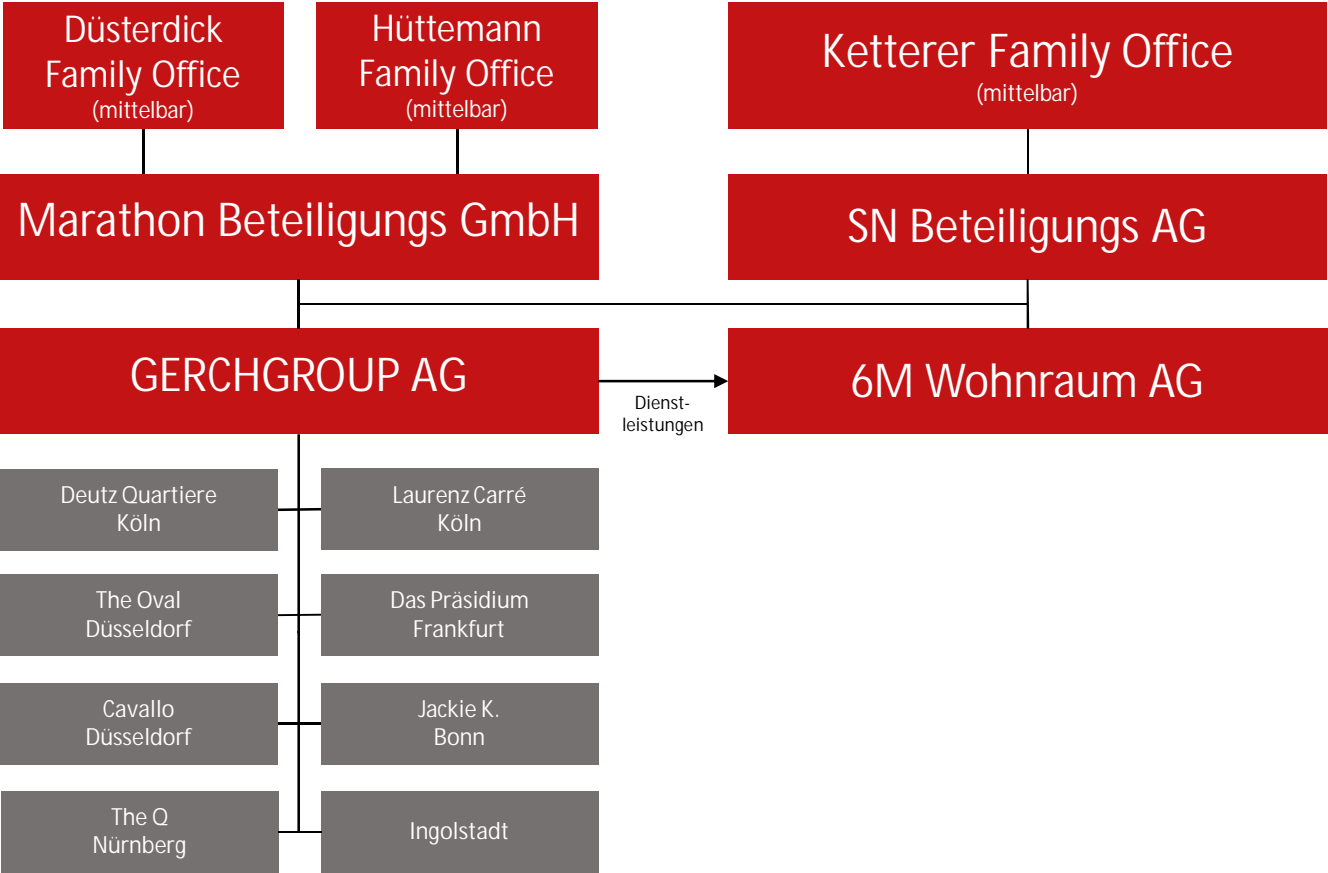 Düsterdick
Family Office
(mittelbar)
Hüttemann
Family Office
(mittelbar)
Ketterer Family Office
(mittelbar)
Marathon Beteiligungs GmbH
SN Beteiligungs AG
GERCHGROUP AG
Dienst-
leistungen
6M Wohnraum AG
Deutz Quartiere
Köln
Laurenz Carré
Köln
The Oval
Düsseldorf
Das Präsidium
Frankfurt
Cavallo
Düsseldorf
Jackie K.
Bonn
The Q
Nürnberg
Ingolstadt